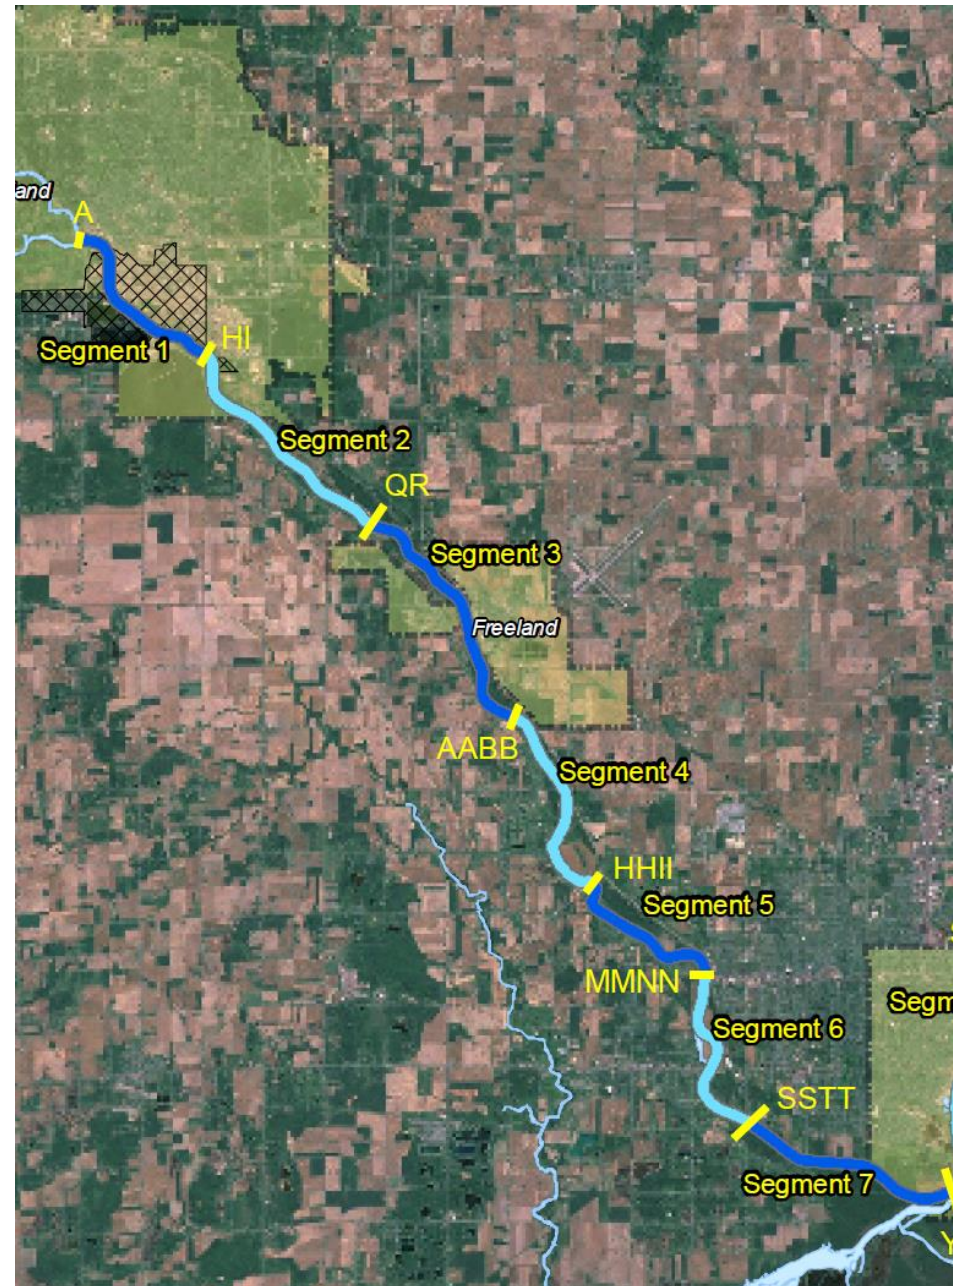 and
A
HI
Segment 1
Segment 2
QR
Segment 3
Freeland
AABB
Segment 4
HHII
Segment 5
MMNN
Segm
Segment 6
SSTT
Segment 7
Y